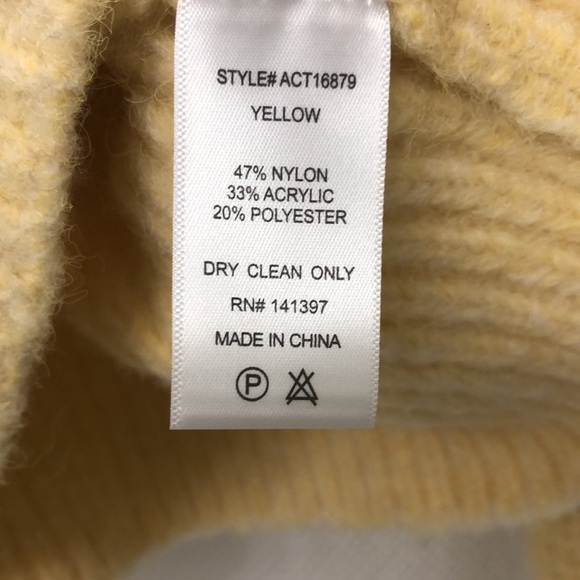 STYLE# ACT16879
YELLOW
47% NYLON
33% ACRYLIC
20% POLYESTER
DRY CLEAN ONLY
RN# 141397
MADE IN CHINA
P